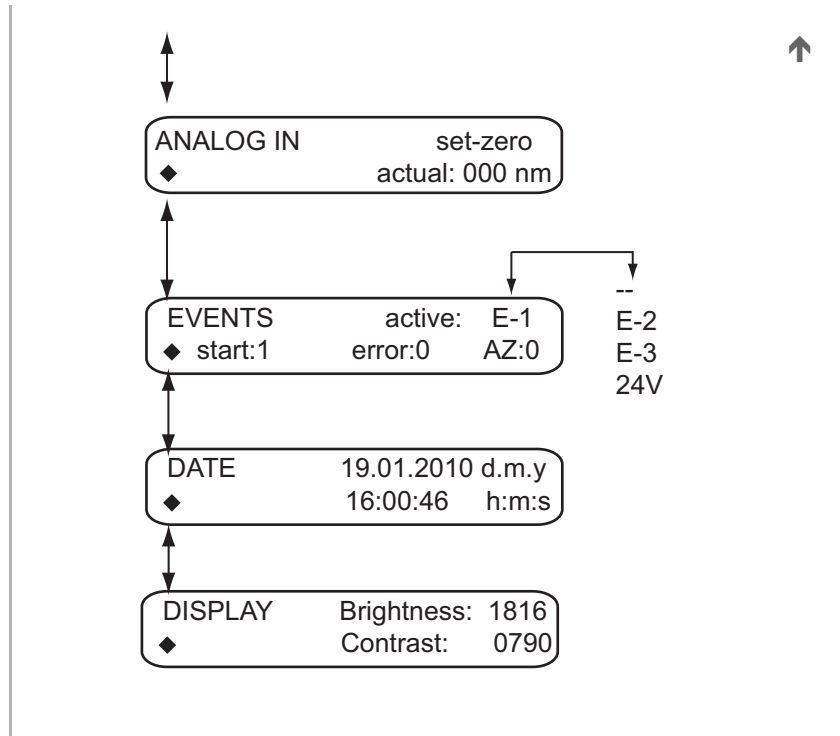 ANALOG IN set-zero
actual: 000 nm
EVENTS active: E-1
start:1 error:0 AZ:0
--
E-2
E-3
24V
DATE 19.01.2010 d.m.y
16:00:46 h:m:s
DISPLAY Brightness: 1816
Contrast: 0790